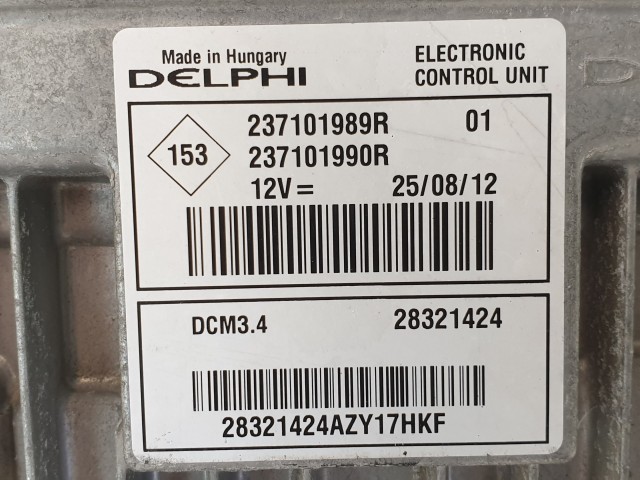 Made in Hungary
DELPHI
ELECTRONIC
CONTROL UNIT
153
237101989R 01
237101990R
12V= 25/08/12
DCM3.4 28321424
28321424AZY17HKF